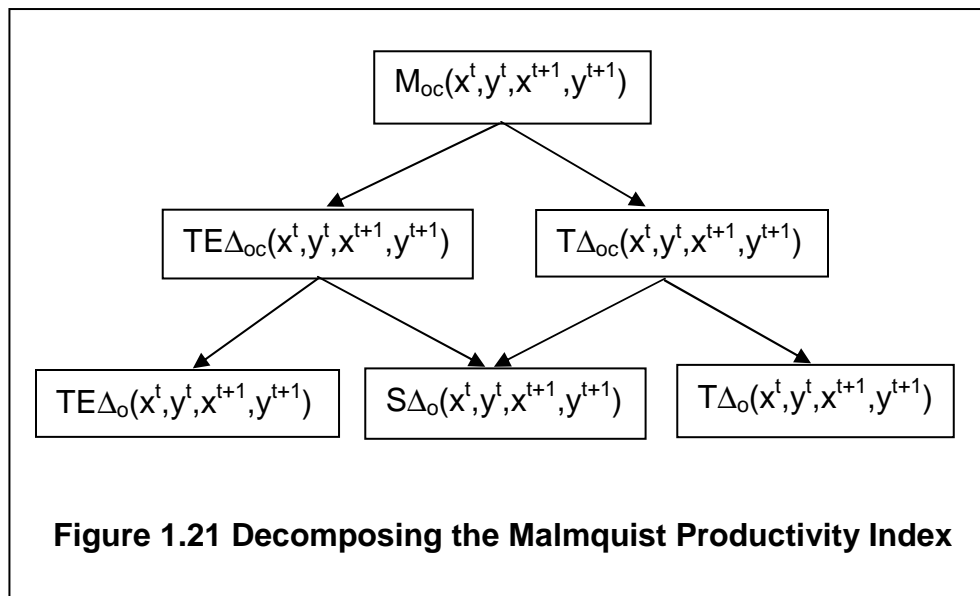 M_oc(x^t,y^t,x^t+1,y^t+1)
TEΔ_oc(x^t,y^t,x^t+1,y^t+1)
TΔ_oc(x^t,y^t,x^t+1,y^t+1)
TEΔ_o(x^t,y^t,x^t+1,y^t+1)
SΔ_o(x^t,y^t,x^t+1,y^t+1)
TΔ_o(x^t,y^t,x^t+1,y^t+1)
Figure 1.21 Decomposing the Malmquist Productivity Index